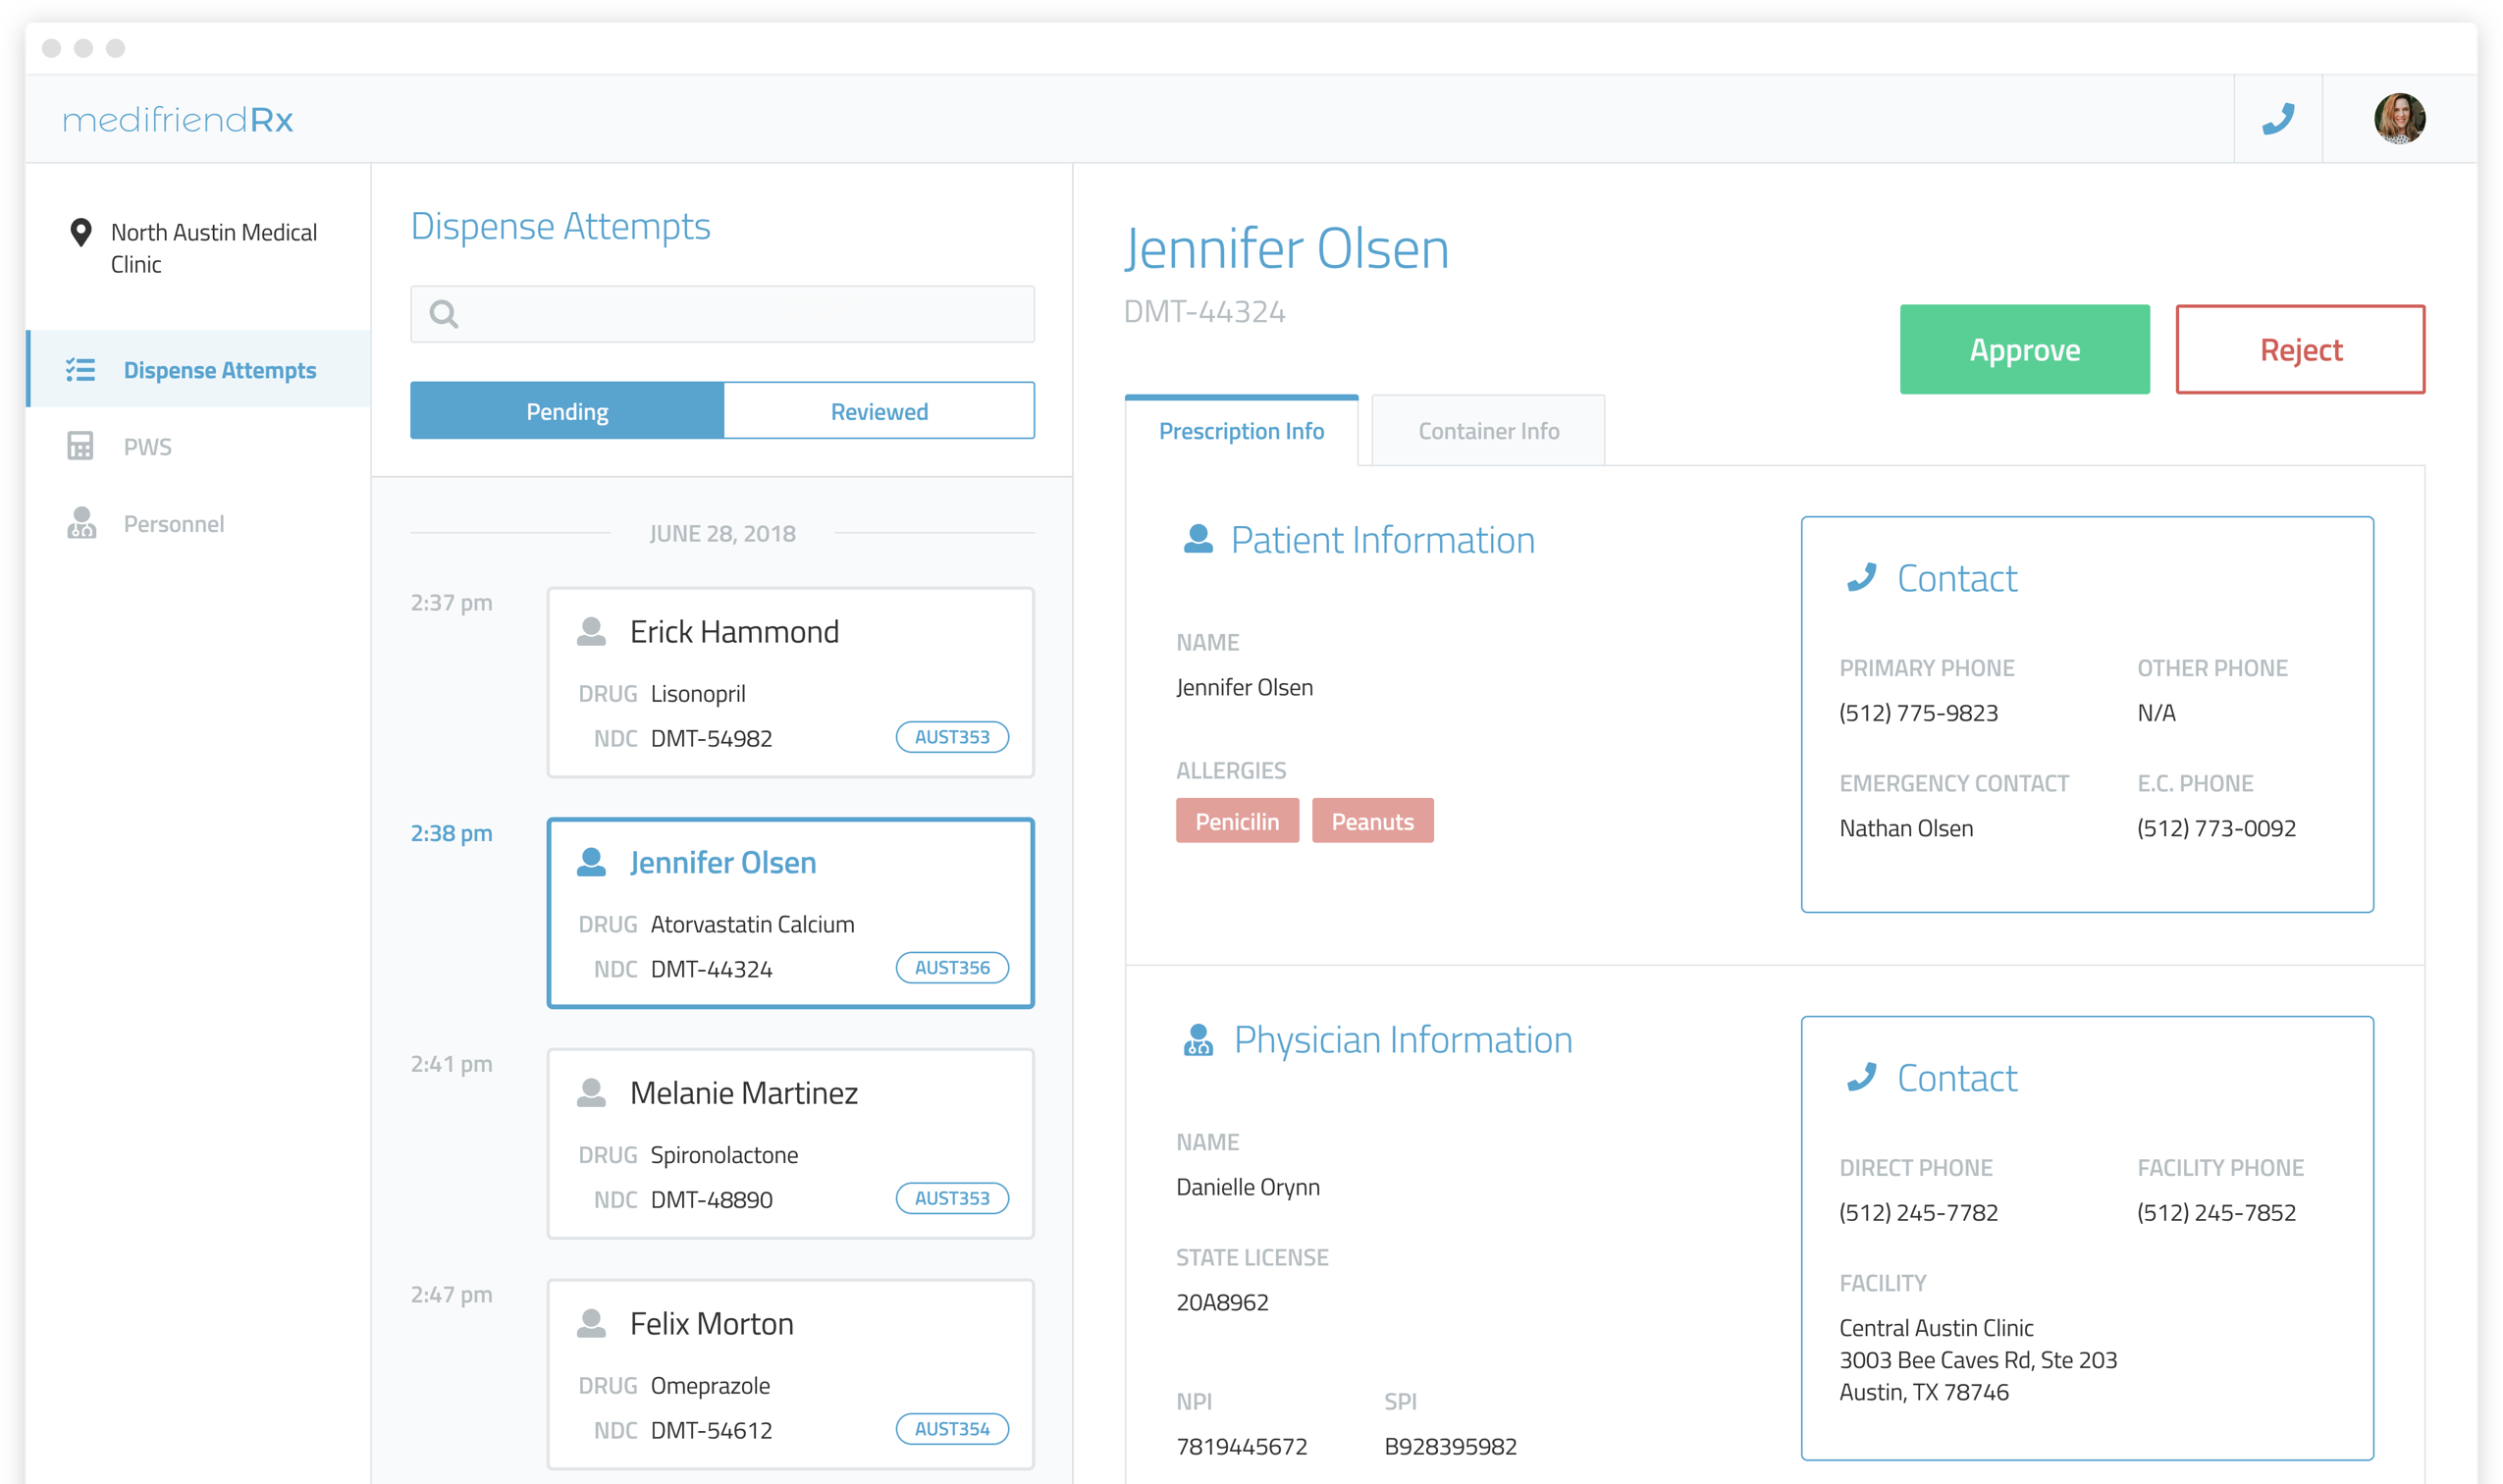 medifriendRx
North Austin Medical
Clinic
Dispense Attempts
PWS
Personnel
Dispense Attempts
Pending
Reviewed
JUNE 28, 2018
2:37 pm
Erick Hammond
DRUG Lisonopril
NDC DMT-54982
AUST353
2:38 pm
Jennifer Olsen
DRUG Atorvastatin Calcium
NDC DMT-44324
AUST356
2:41 pm
Melanie Martinez
DRUG Spironolactone
NDC DMT-48890
AUST353
2:47 pm
Felix Morton
DRUG Omeprazole
NDC DMT-54612
AUST354
Jennifer Olsen
DMT-44324
Approve
Reject
Prescription Info
Container Info
Patient Information
NAME
Jennifer Olsen
ALLERGIES
Penicilin
Peanuts
Contact
PRIMARY PHONE
(512) 775-9823
OTHER PHONE
N/A
EMERGENCY CONTACT
Nathan Olsen
E.C. PHONE
(512) 773-0092
Physician Information
NAME
Danielle Orynn
STATE LICENSE
20A8962
NPI
7819445672
SPI
B928395982
Contact
DIRECT PHONE
(512) 245-7782
FACILITY PHONE
(512) 245-7852
FACILITY
Central Austin Clinic
3003 Bee Caves Rd, Ste 203
Austin, TX 78746